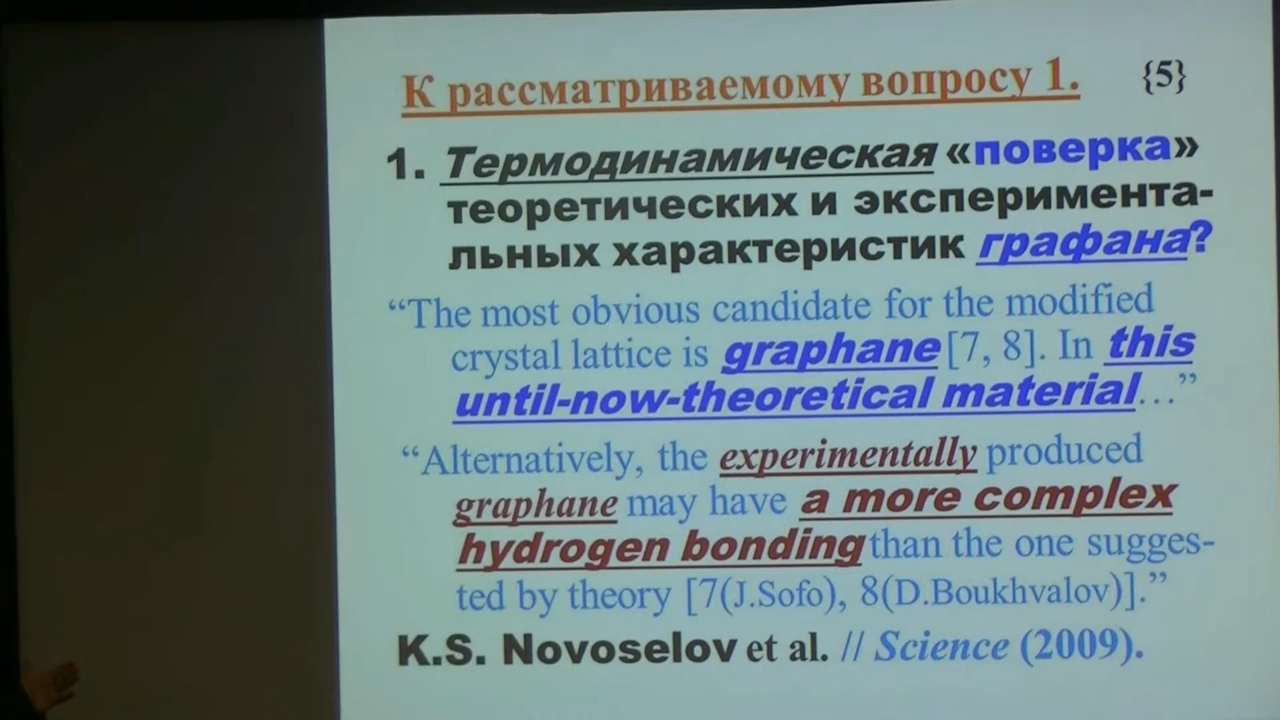 К рассматриваемому вопросу 1. {5}
1. Термодинамическая «поверка»
теоретических и эксперимента-
льных характеристик графана?
“The most obvious candidate for the modified
crystal lattice is graphane [7, 8]. In this
until-now-theoretical material…”
“Alternatively, the experimentally produced
graphane may have a more complex
hydrogen bonding than the one sugges-
ted by theory [7(J.Sofo), 8(D.Boukhvalov)].”
K.S. Novoselov et al. // Science (2009).